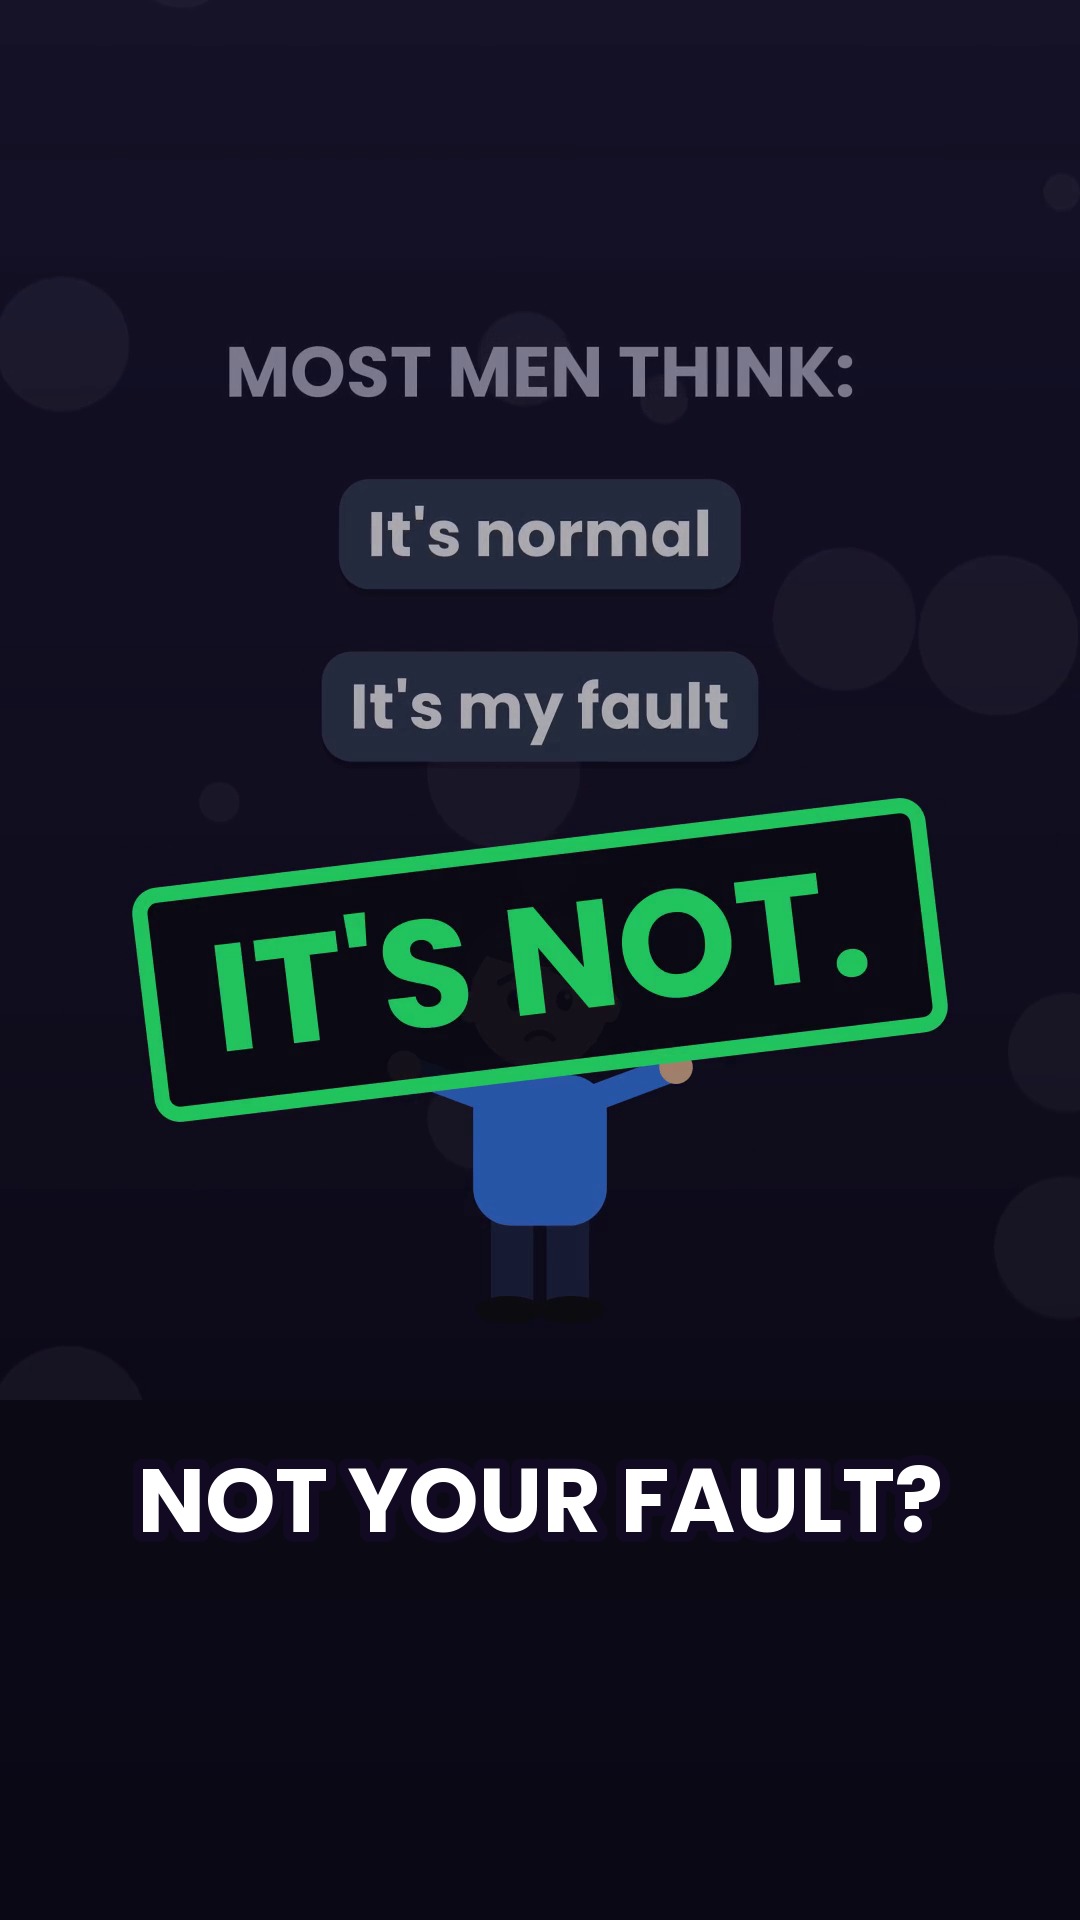 MOST MEN THINK:
It's normal
It's my fault
IT'S NOT.
NOT YOUR FAULT?